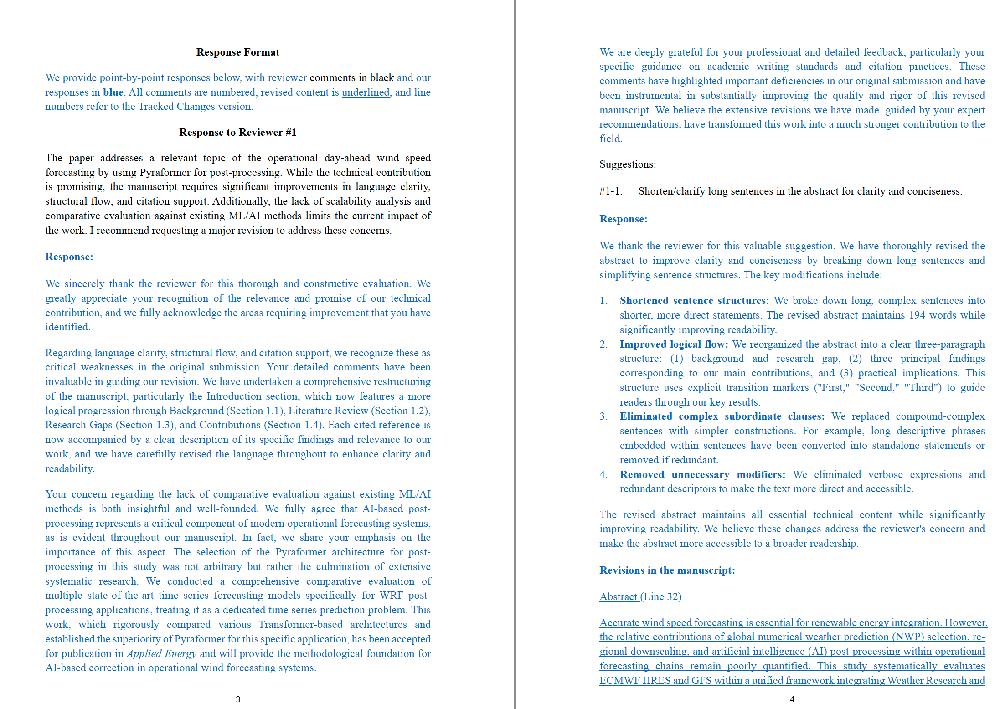 Response Format
We provide point-by-point responses below, with reviewer comments in black and our
responses in blue. All comments are numbered, revised content is underlined, and line
numbers refer to the Tracked Changes version.
Response to Reviewer #1
The paper addresses a relevant topic of the operational day-ahead wind speed
forecasting by using Pyraformer for post-processing. While the technical contribution
is promising, the manuscript requires significant improvements in language clarity,
structural flow, and citation support. Additionally, the lack of scalability analysis and
comparative evaluation against existing ML/AI methods limits the current impact of
the work. I recommend requesting a major revision to address these concerns.
Response:
We sincerely thank the reviewer for this thorough and constructive evaluation. We
greatly appreciate your recognition of the relevance and promise of our technical
contribution, and we fully acknowledge the areas requiring improvement that you have
identified.
Regarding language clarity, structural flow, and citation support, we recognize these as
critical weaknesses in the original submission. Your detailed comments have been
invaluable in guiding our revision. We have undertaken a comprehensive restructuring
of the manuscript, particularly the Introduction section, which now features a more
logical progression through Background (Section 1.1), Literature Review (Section 1.2),
Research Gaps (Section 1.3), and Contributions (Section 1.4). Each cited reference is
now accompanied by a clear description of its specific findings and relevance to our
work, and we have carefully revised the language throughout to enhance clarity and
readability.
Your concern regarding the lack of comparative evaluation against existing ML/AI
methods is both insightful and well-founded. We fully agree that AI-based post-
processing represents a critical component of modern operational forecasting systems,
as is evident throughout our manuscript. In fact, we share your emphasis on the
importance of this aspect. The selection of the Pyraformer architecture for post-
processing in this study was not arbitrary but rather the culmination of extensive
systematic research. We conducted a comprehensive comparative evaluation of
multiple state-of-the-art time series forecasting models specifically for WRF post-
processing applications, treating it as a dedicated time series prediction problem. This
work, which rigorously compared various Transformer-based architectures and
established the superiority of Pyraformer for this specific application, has been accepted
for publication in Applied Energy and will provide the methodological foundation for
AI-based correction in operational wind forecasting systems.
3
We are deeply grateful for your professional and detailed feedback, particularly your
specific guidance on academic writing standards and citation practices. These
comments have highlighted important deficiencies in our original submission and have
been instrumental in substantially improving the quality and rigor of this revised
manuscript. We believe the extensive revisions we have made, guided by your expert
recommendations, have transformed this work into a much stronger contribution to the
field.
Suggestions:
#1-1. Shorten/clarify long sentences in the abstract for clarity and conciseness.
Response:
We thank the reviewer for this valuable suggestion. We have thoroughly revised the
abstract to improve clarity and conciseness by breaking down long sentences and
simplifying sentence structures. The key modifications include:
1. Shortened sentence structures: We broke down long, complex sentences into
shorter, more direct statements. The revised abstract maintains 194 words while
significantly improving readability.
2. Improved logical flow: We reorganized the abstract into a clear three-paragraph
structure: (1) background and research gap, (2) three principal findings
corresponding to our main contributions, and (3) practical implications. This
structure uses explicit transition markers ("First," "Second," "Third") to guide
readers through our key results.
3. Eliminated complex subordinate clauses: We replaced compound-complex
sentences with simpler constructions. For example, long descriptive phrases
embedded within sentences have been converted into standalone statements or
removed if redundant.
4. Removed unnecessary modifiers: We eliminated verbose expressions and
redundant descriptors to make the text more direct and accessible.
The revised abstract maintains all essential technical content while significantly
improving readability. We believe these changes address the reviewer's concern and
make the abstract more accessible to a broader readership.
Revisions in the manuscript:
Abstract (Line 32)
Accurate wind speed forecasting is essential for renewable energy integration. However,
the relative contributions of global numerical weather prediction (NWP) selection, re-
gional downscaling, and artificial intelligence (AI) post-processing within operational
forecasting chains remain poorly quantified. This study systematically evaluates
ECMWF HRES and GFS within a unified framework integrating Weather Research and
4